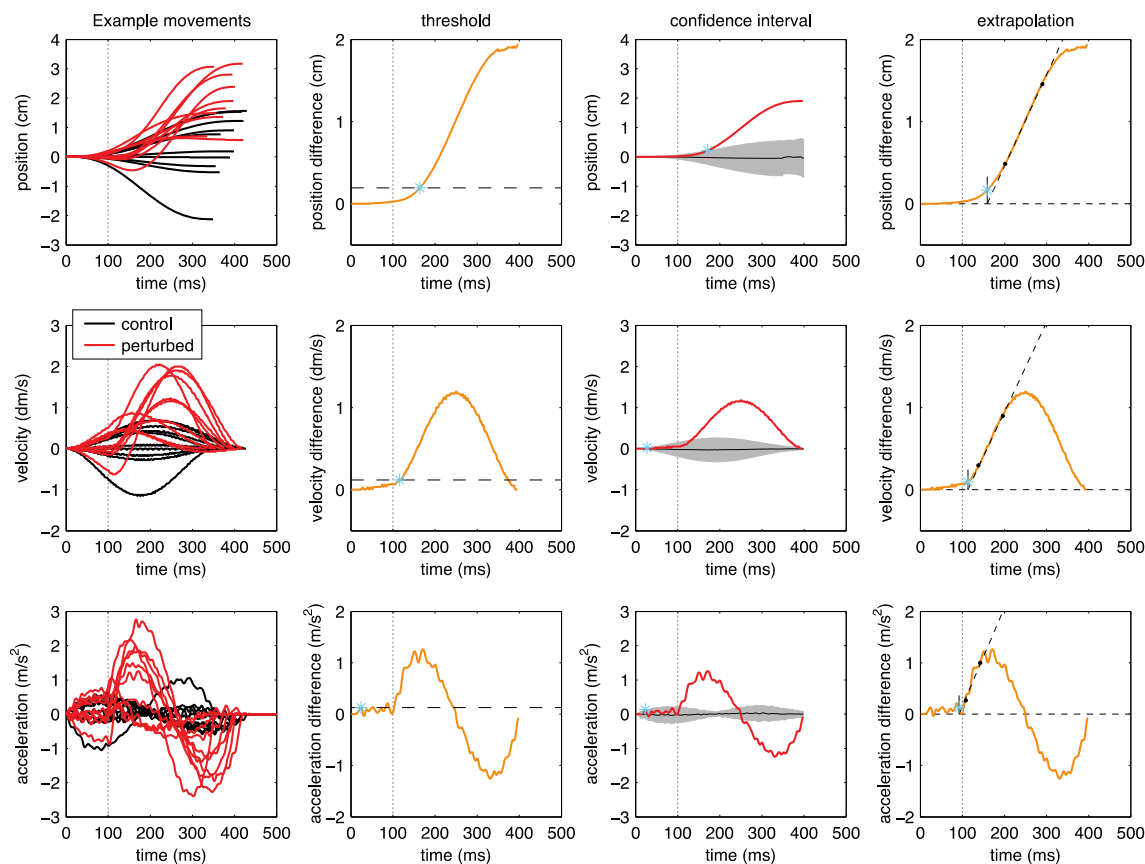 Example movements
threshold
confidence interval
extrapolation
position (cm)
4
3
2
1
0
−1
−2
−3
0 100 200 300 400 500
time (ms)
position difference (cm)
2
1
0
0 100 200 300 400 500
time (ms)
position (cm)
4
3
2
1
0
−1
−2
−3
0 100 200 300 400 500
time (ms)
position difference (cm)
2
1
0
0 100 200 300 400 500
time (ms)
control
perturbed
velocity (dm/s)
3
2
1
0
−1
−2
0 100 200 300 400 500
time (ms)
velocity difference (dm/s)
2
1
0
0 100 200 300 400 500
time (ms)
velocity (dm/s)
3
2
1
0
−1
−2
0 100 200 300 400 500
time (ms)
velocity difference (dm/s)
2
1
0
0 100 200 300 400 500
time (ms)
acceleration (m/s²)
3
2
1
0
−1
−2
−3
0 100 200 300 400 500
time (ms)
acceleration difference (m/s²)
2
1
0
−1
−2
0 100 200 300 400 500
time (ms)
acceleration (m/s²)
3
2
1
0
−1
−2
−3
0 100 200 300 400 500
time (ms)
acceleration difference (m/s²)
2
1
0
−1
−2
0 100 200 300 400 500
time (ms)